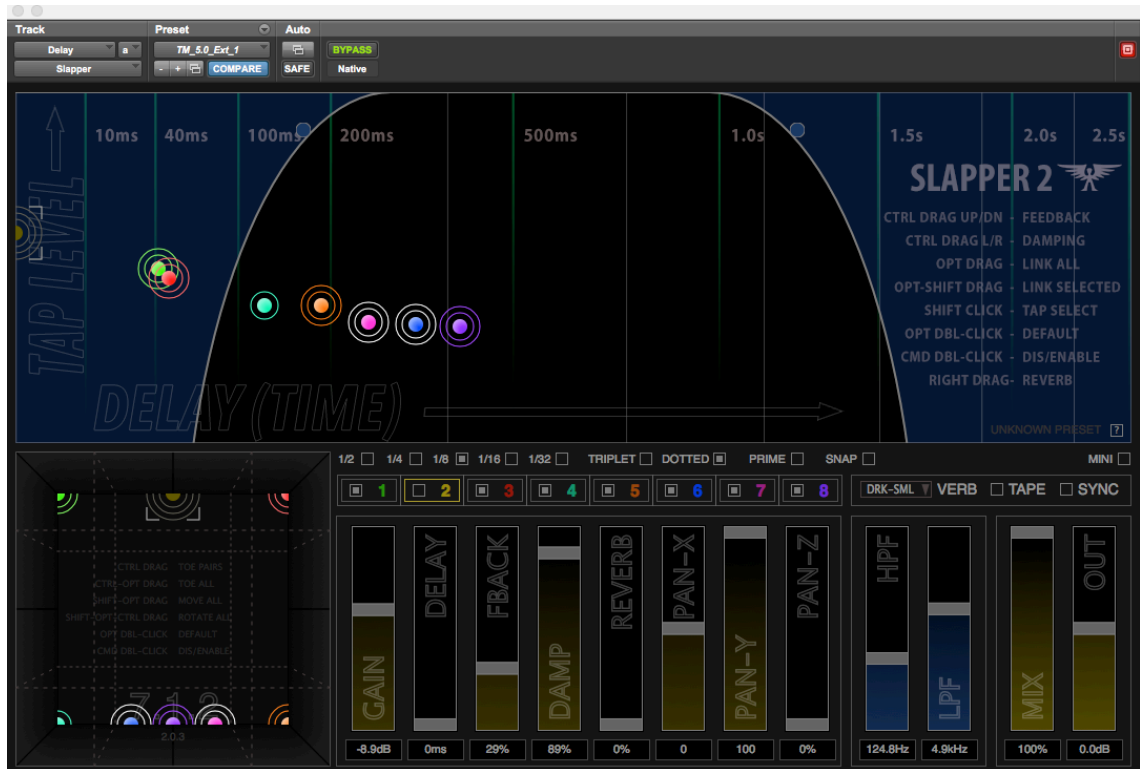 Track Preset Auto
Delay a TM_5.0_Ext_1 BYPASS
Slapper - + COMPARE SAFE Native
10ms 40ms 100ms 200ms 500ms 1.0s 1.5s 2.0s 2.5s
TAP LEVEL
SLAPPER 2
CTRL DRAG UP/DN - FEEDBACK
CTRL DRAG L/R - DAMPING
OPT DRAG - LINK ALL
OPT-SHIFT DRAG - LINK SELECTED
SHIFT CLICK - TAP SELECT
OPT DBL-CLICK - DEFAULT
CMD DBL-CLICK - DIS/ENABLE
RIGHT DRAG- REVERB
DELAY (TIME)
UNKNOWN PRESET ?
1/2 1/4 1/8 1/16 1/32 TRIPLET DOTTED PRIME SNAP MINI
1 2 3 4 5 6 7 8 DRK-SML VERB TAPE SYNC
CTRL DRAG TOE PAIRS
CTRL-OPT DRAG TOE ALL
SHIFT-OPT DRAG MOVE ALL
SHIFT-OPT-CTRL DRAG ROTATE ALL
OPT DBL-CLICK DEFAULT
CMD DBL-CLICK DIS/ENABLE
7.1.2
2.0.3
GAIN DELAY FBACK DAMP REVERB PAN-X PAN-Y PAN-Z HPF LPF MIX OUT
-8.9dB 0ms 29% 89% 0% 0 100 0% 124.8Hz 4.9kHz 100% 0.0dB